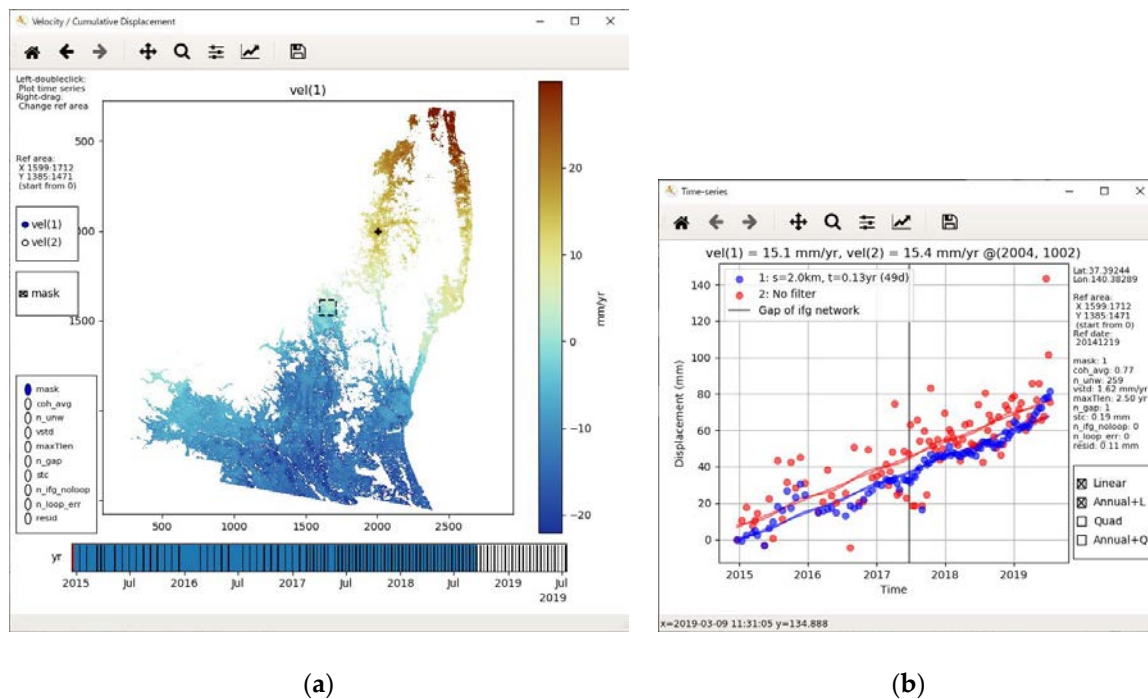 Velocity / Cumulative Displacement
Left-doubleclick:
Plot time series
Right-drag:
Change ref area
vel(1)
Ref area:
X 1599:1712
Y 1385:1471
(start from 0)
vel(1)
vel(2)
mask
mask
coh_avg
n_unw
vstd
maxTlen
n_gap
stc
n_ifg_noloop
n_loop_err
resid
500
1000
1500
500
1000
1500
2000
2500
20
10
0
−10
−20
mm/yr
yr
2015
Jul
2016
Jul
2017
Jul
2018
Jul
2019
Jul
2019
(a)
Time-series
vel(1) = 15.1 mm/yr, vel(2) = 15.4 mm/yr @(2004, 1002)
1: s=2.0km, t=0.13yr (49d)
2: No filter
Gap of ifg network
Displacement (mm)
140
120
100
80
60
40
20
0
2015
2016
2017
2018
2019
Time
Lat:37.39244
Lon:140.38289
Ref area:
X 1599:1712
Y 1385:1471
(start from 0)
Ref date:
20141219
mask: 1
coh_avg: 0.77
n_unw: 259
vstd: 1.62 mm/yr
maxTlen: 2.50 yr
n_gap: 1
stc: 0.19 mm
n_ifg_noloop: 0
n_loop_err: 0
resid: 0.11 mm
Linear
Annual+L
Quad
Annual+Q
x=2019-03-09 11:31:05 y=134.888
(b)